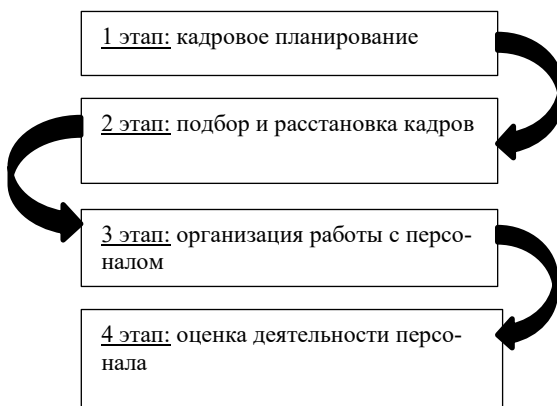 1 этап: кадровое планирование
2 этап: подбор и расстановка кадров
3 этап: организация работы с персо-
налом
4 этап: оценка деятельности персо-
нала